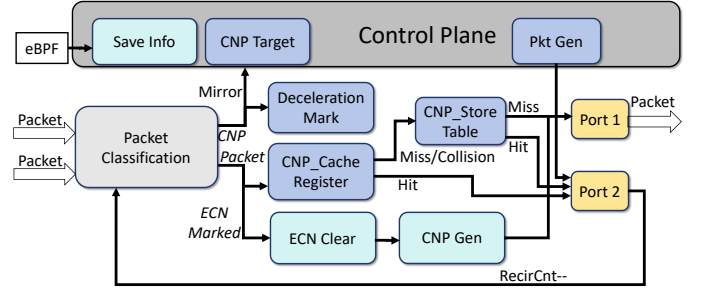 Control Plane
eBPF
Save Info
CNP Target
Pkt Gen
Mirror
Deceleration
Mark
CNP_Store
Table
Miss
Port 1
Packet
Packet
Packet
Packet
Classification
CNP
Packet
CNP_Cache
Register
Miss/Collision
Hit
Hit
Port 2
ECN
Marked
ECN Clear
CNP Gen
RecirCnt--